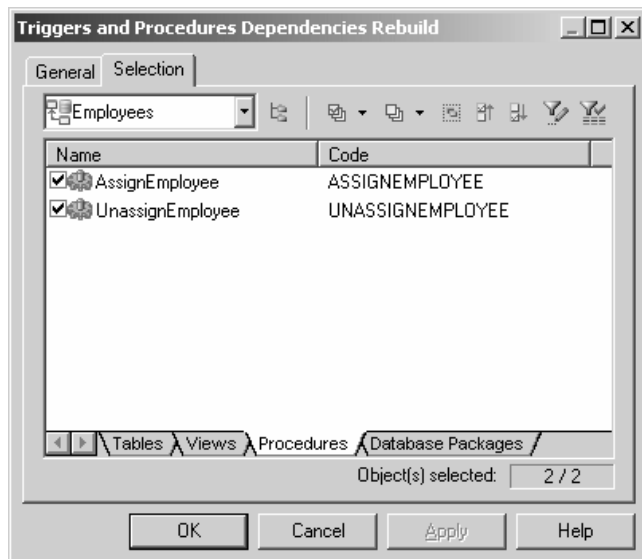 Triggers and Procedures Dependencies Rebuild
General Selection
Employees
Name Code
AssignEmployee ASSIGNEMPLOYEE
UnassignEmployee UNASSIGNEMPLOYEE
Tables Views Procedures Database Packages
Object(s) selected: 2 / 2
OK Cancel Apply Help